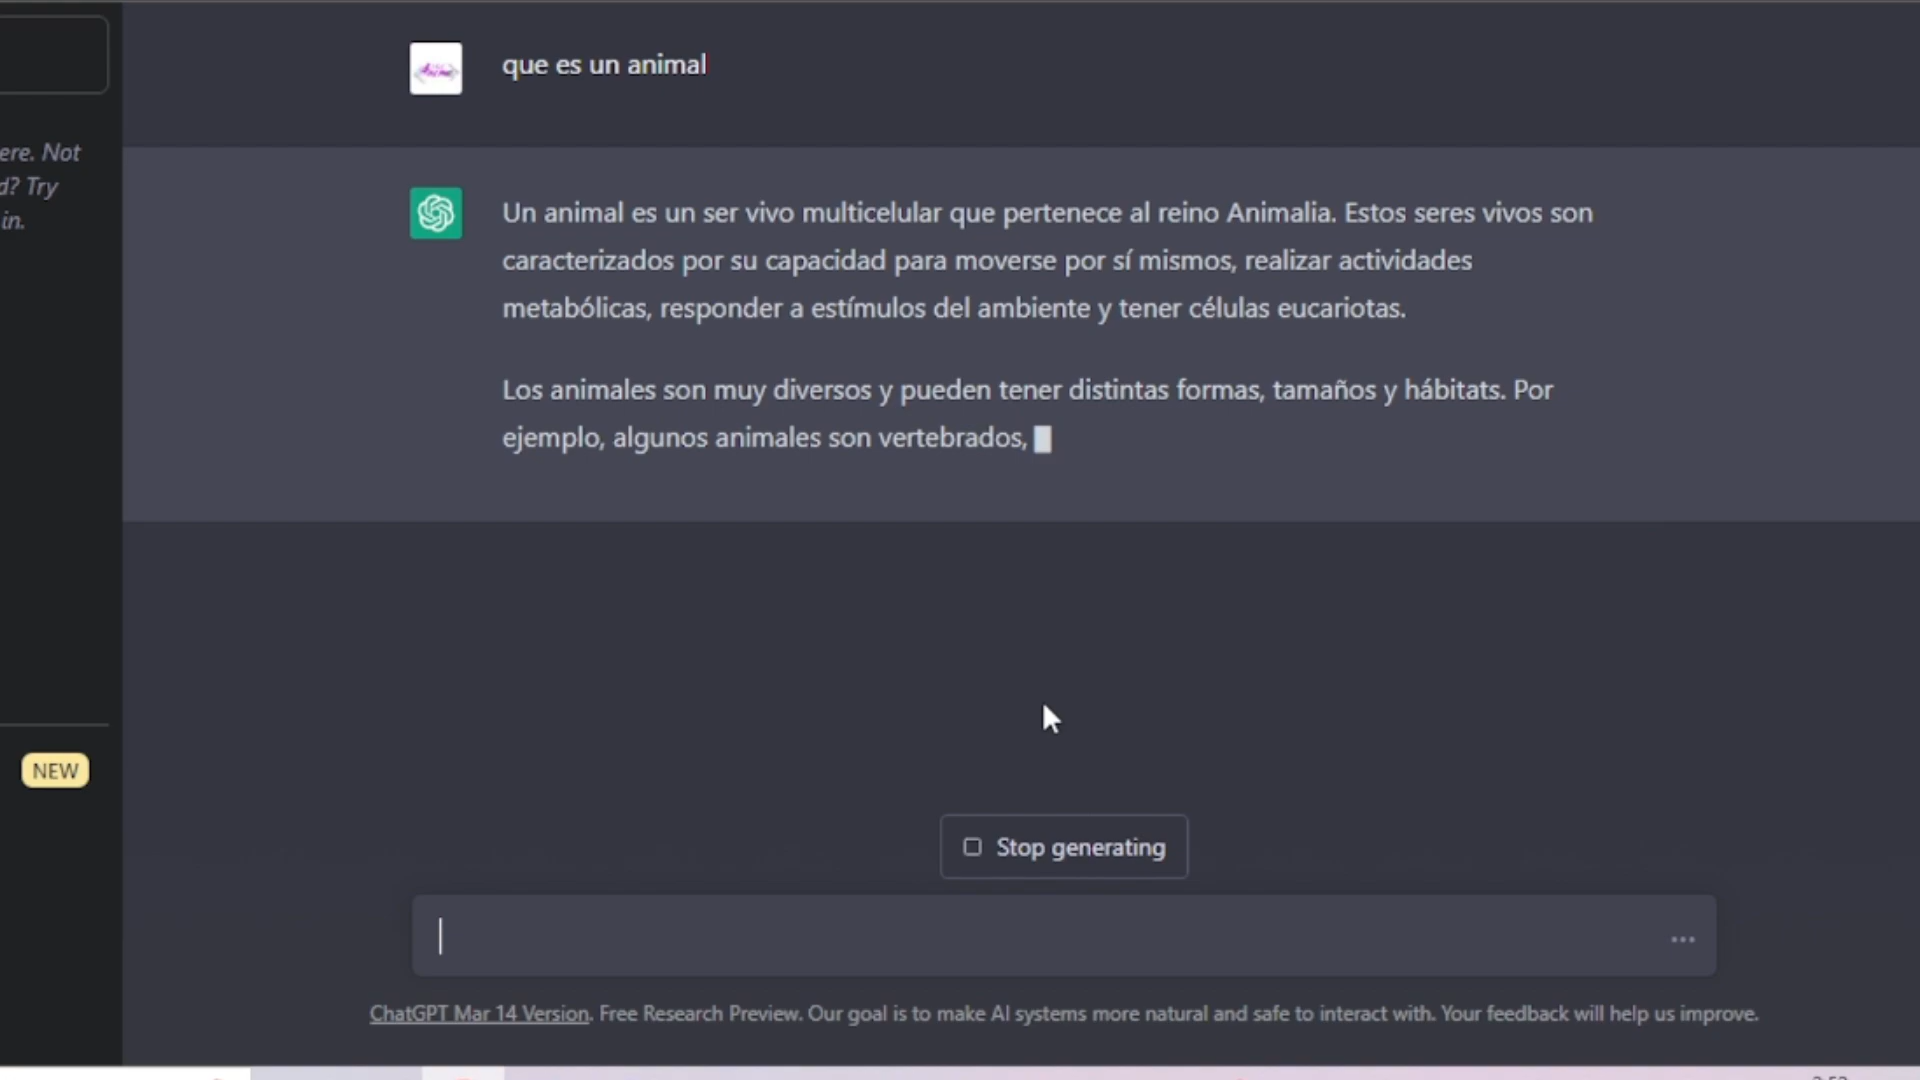 que es un animal
ere. Not
d? Try
in.
Un animal es un ser vivo multicelular que pertenece al reino Animalia. Estos seres vivos son
caracterizados por su capacidad para moverse por sí mismos, realizar actividades
metabólicas, responder a estímulos del ambiente y tener células eucariotas.
Los animales son muy diversos y pueden tener distintas formas, tamaños y hábitats. Por
ejemplo, algunos animales son vertebrados,
NEW
Stop generating
ChatGPT Mar 14 Version. Free Research Preview. Our goal is to make AI systems more natural and safe to interact with. Your feedback will help us improve.